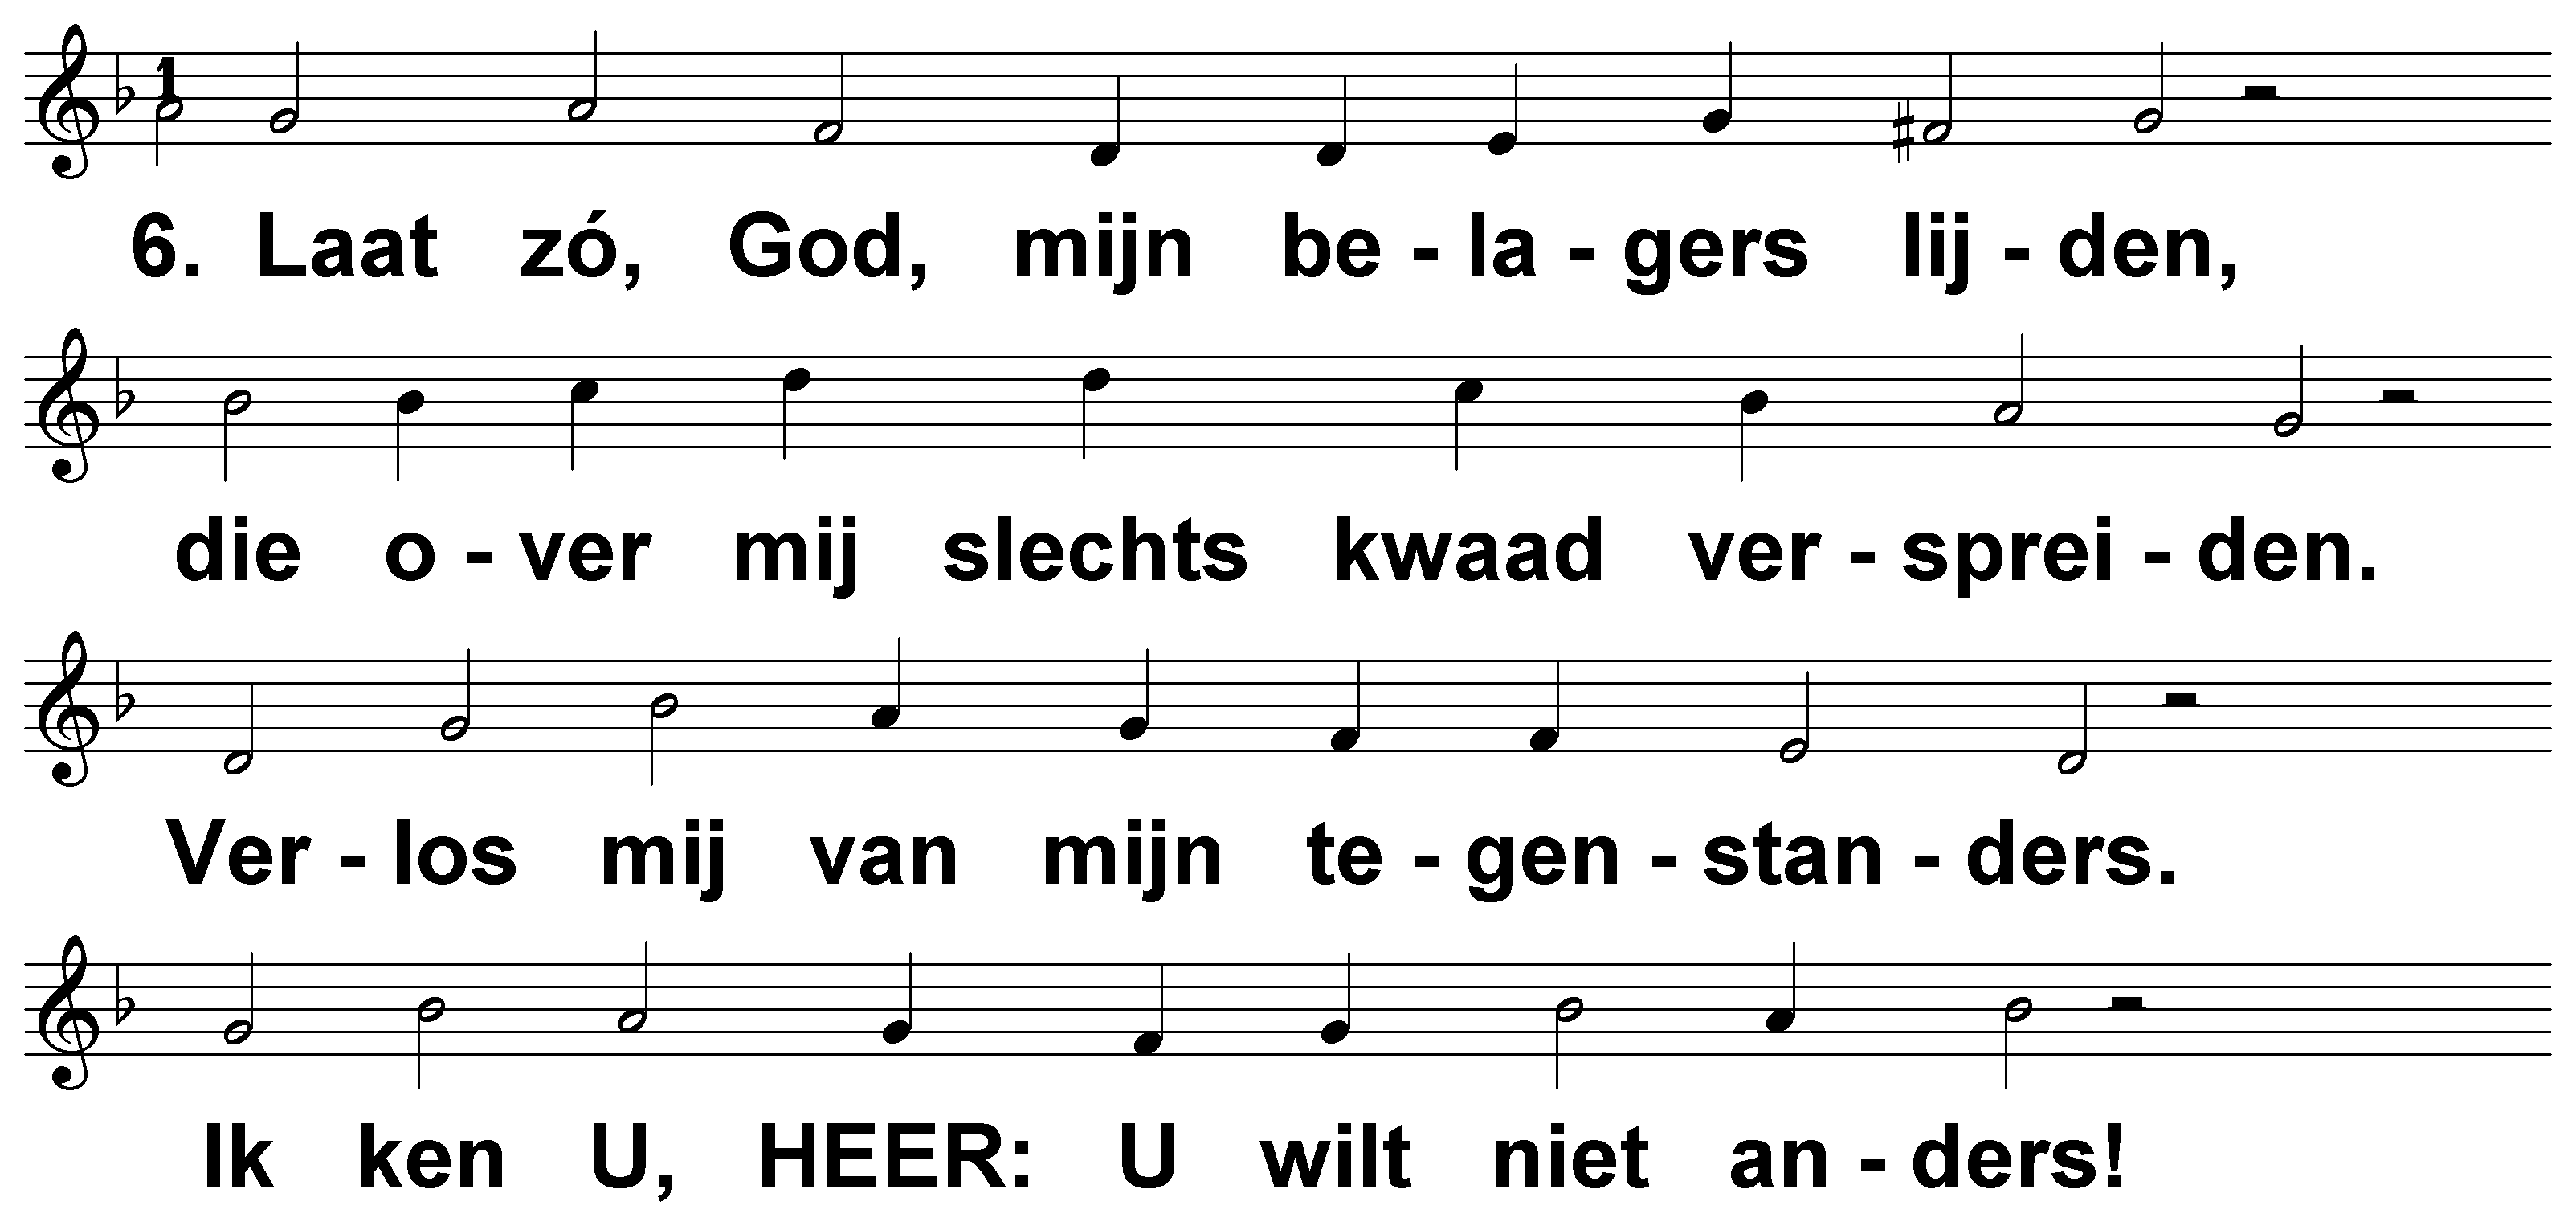 1
6. Laat zó, God, mijn be - la - gers lij - den,
die o - ver mij slechts kwaad ver - sprei - den.
Ver - los mij van mijn te - gen - stan - ders.
Ik ken U, HEER: U wilt niet an - ders!